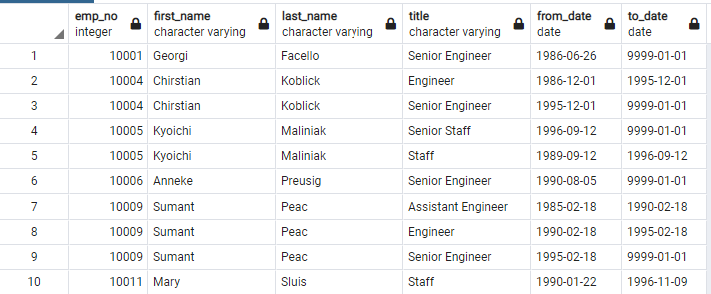 emp_no first_name last_name title from_date to_date
integer character varying character varying character varying date date
1 10001 Georgi Facello Senior Engineer 1986-06-26 9999-01-01
2 10004 Chirstian Koblick Engineer 1986-12-01 1995-12-01
3 10004 Chirstian Koblick Senior Engineer 1995-12-01 9999-01-01
4 10005 Kyoichi Maliniak Senior Staff 1996-09-12 9999-01-01
5 10005 Kyoichi Maliniak Staff 1989-09-12 1996-09-12
6 10006 Anneke Preusig Senior Engineer 1990-08-05 9999-01-01
7 10009 Sumant Peac Assistant Engineer 1985-02-18 1990-02-18
8 10009 Sumant Peac Engineer 1990-02-18 1995-02-18
9 10009 Sumant Peac Senior Engineer 1995-02-18 9999-01-01
10 10011 Mary Sluis Staff 1990-01-22 1996-11-09